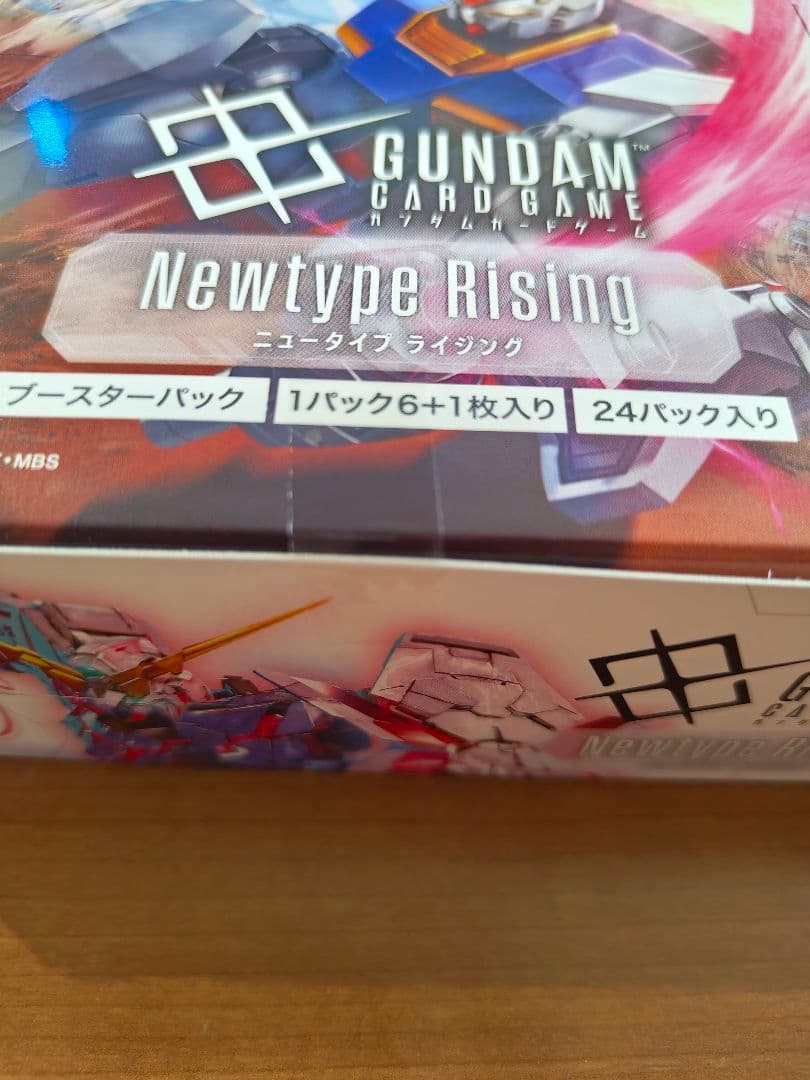 GUNDAM™
CARD GAME
ガンダムカードゲーム
Newtype Rising
ニュータイプ ライジング
ブースターパック
1パック6+1枚入り
24パック入り
・MBS
Newtype R